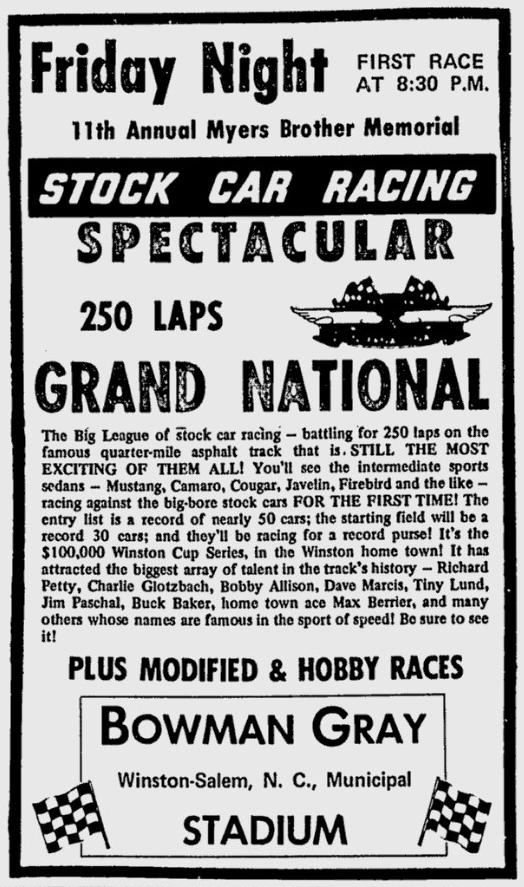 Friday Night
FIRST RACE
AT 8:30 P.M.
11th Annual Myers Brother Memorial
STOCK CAR RACING
SPECTACULAR
250 LAPS
GRAND NATIONAL
The Big League of stock car racing – battling for 250 laps on the
famous quarter-mile asphalt track that is. STILL THE MOST
EXCITING OF THEM ALL! You'll see the intermediate sports
sedans – Mustang, Camaro, Cougar, Javelin, Firebird and the like –
racing against the big-bore stock cars FOR THE FIRST TIME! The
entry list is a record of nearly 50 cars; the starting field will be a
record 30 cars; and they'll be racing for a record purse! It's the
$100,000 Winston Cup Series, in the Winston home town! It has
attracted the biggest array of talent in the track's history – Richard
Petty, Charlie Glotzbach, Bobby Allison, Dave Marcis, Tiny Lund,
Jim Paschal, Buck Baker, home town ace Max Berrier, and many
others whose names are famous in the sport of speed! Be sure to see
it!
PLUS MODIFIED & HOBBY RACES
BOWMAN GRAY
Winston-Salem, N. C., Municipal
STADIUM